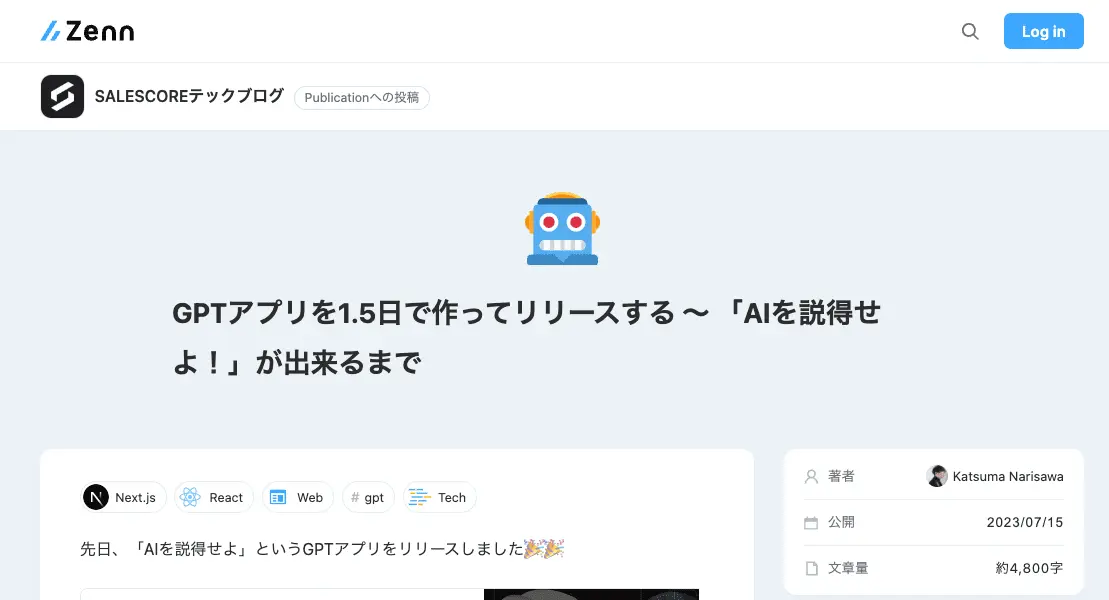 Zenn
Log in
SALESCOREテックブログ Publicationへの投稿
GPTアプリを1.5日で作ってリリースする 〜 「AIを説得せ
よ！」が出来るまで
N Next.js React Web # gpt Tech
先日、「AIを説得せよ」というGPTアプリをリリースしました🎉🎉
著者 Katsuma Narisawa
公開 2023/07/15
文章量 約4,800字